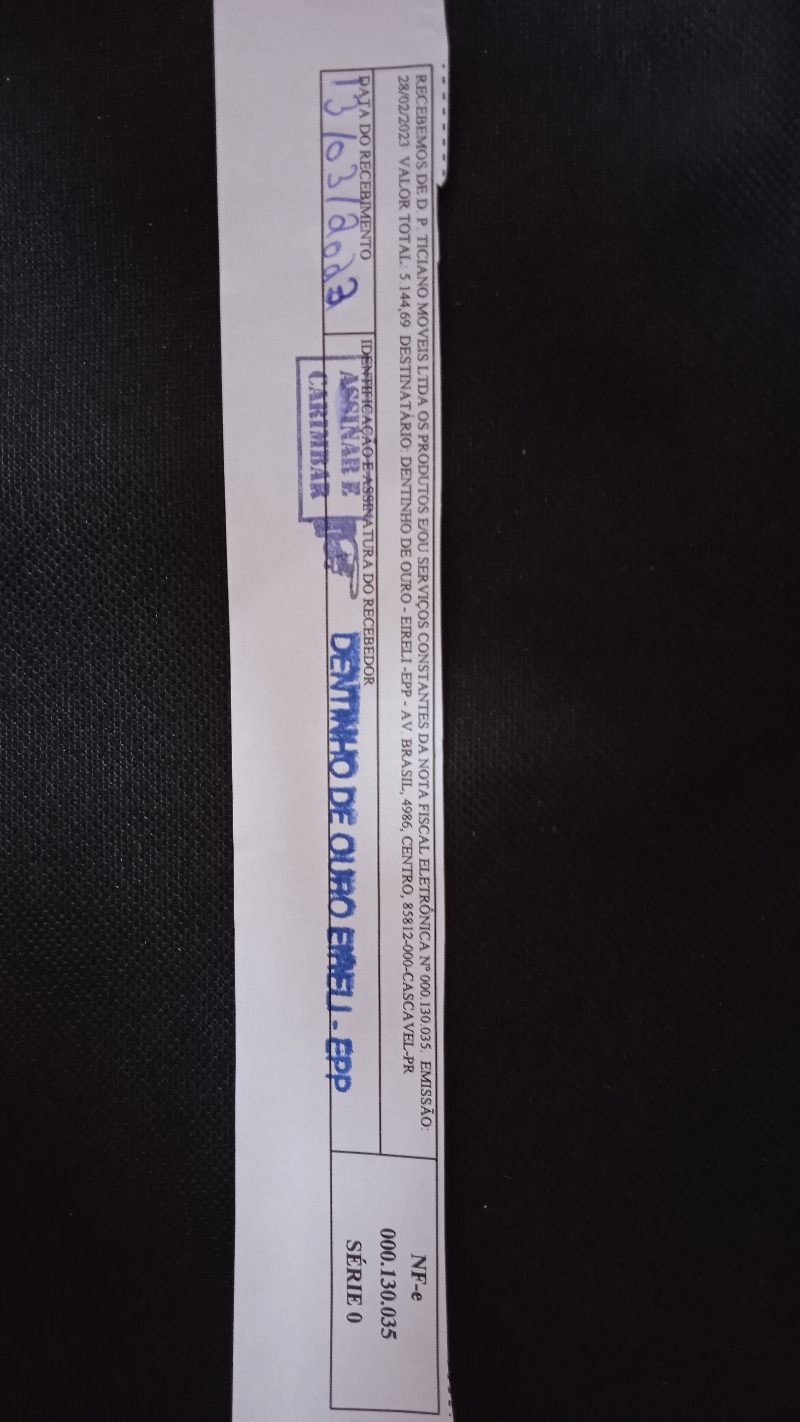 RECEBEMOS DE D. P. TICIANO MOVEIS LTDA OS PRODUTOS E/OU SERVIÇOS CONSTANTES DA NOTA FISCAL ELETRÔNICA Nº 000.130.035. EMISSÃO:
28/02/2023 VALOR TOTAL: 5.144,69 DESTINATÁRIO: DENTINHO DE OURO - EIRELI -EPP - AV. BRASIL, 4986, CENTRO, 85812-000-CASCAVEL-PR
DATA DO RECEBIMENTO
13/03/2023
IDENTIFICAÇÃO E ASSINATURA DO RECEBEDOR
ASSINAR E
CARIMBAR
DENTINHO DE OURO EIRELI - EPP
NF-e
000.130.035
SÉRIE 0